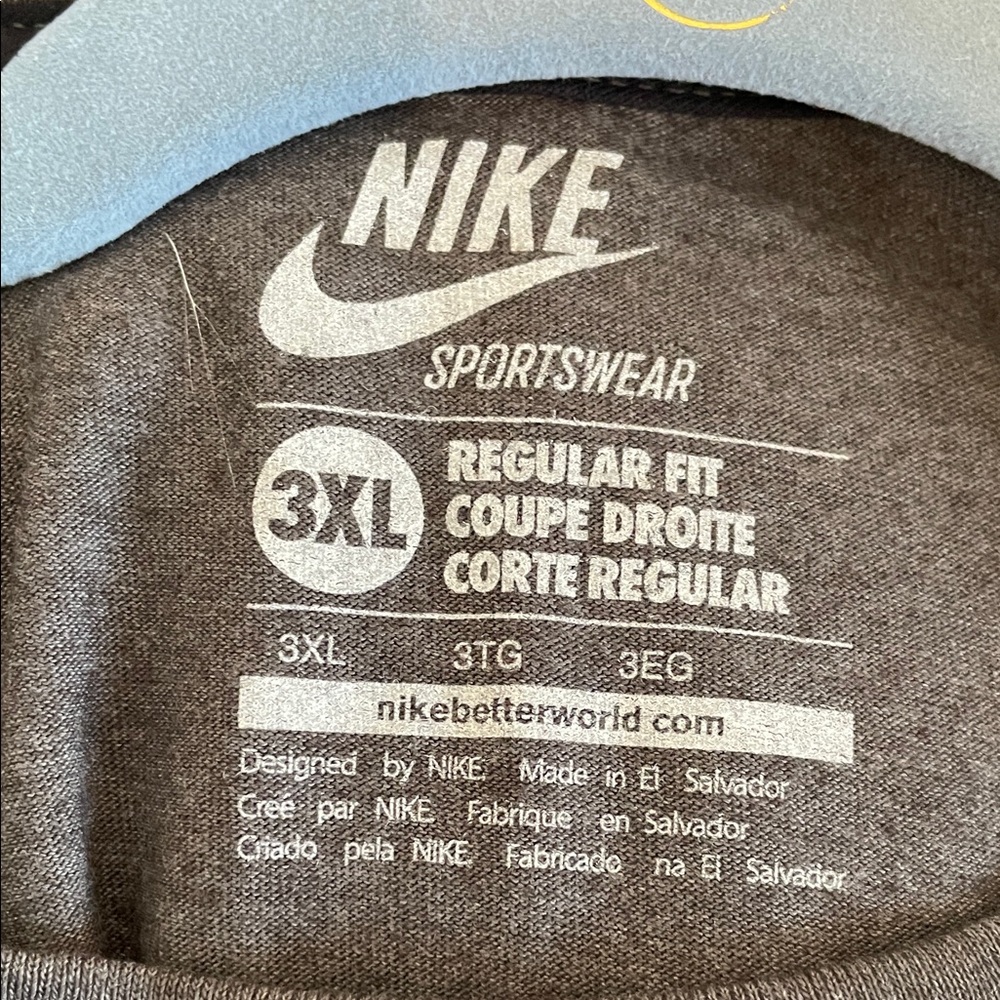 NIKE
SPORTSWEAR
3XL
REGULAR FIT
COUPE DROITE
CORTE REGULAR
3XL 3TG 3EG
nikebetterworld com
Designed by NIKE. Made in El Salvador
Creé par NIKE. Fabrique en Salvador
Criado pela NIKE. Fabricado na El Salvador